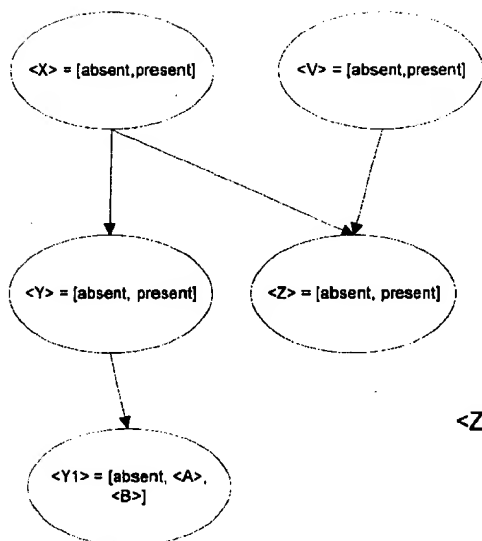 <X> = [absent,present]
<V> = [absent,present]
<Y> = [absent, present]
<Z> = [absent, present]
<Z
<Y1> = [absent, <A>,
<B>]